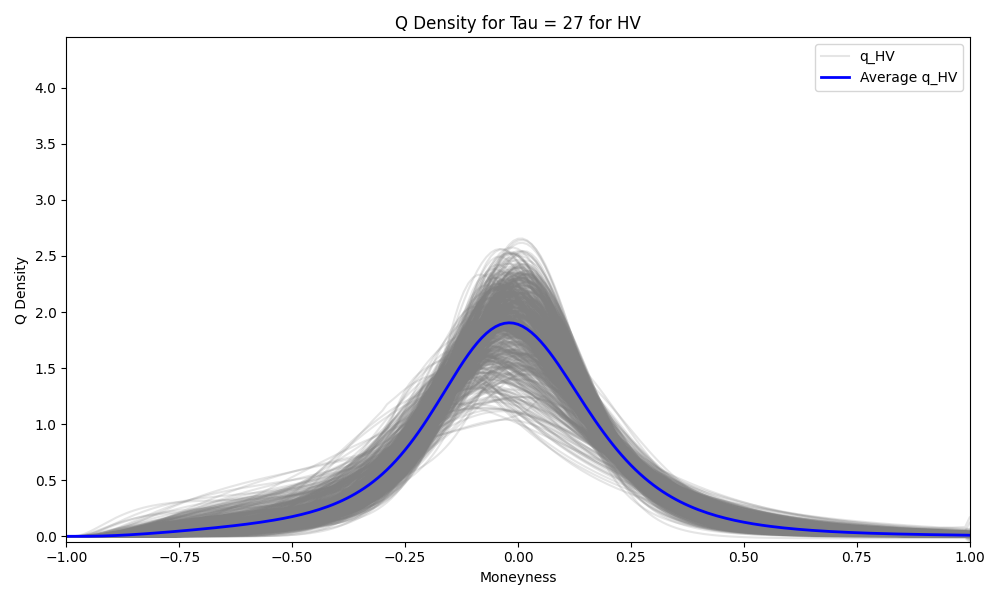 Q Density for Tau = 27 for HV
q_HV
Average q_HV
Q Density
4.0
3.5
3.0
2.5
2.0
1.5
1.0
0.5
0.0
−1.00 −0.75 −0.50 −0.25 0.00 0.25 0.50 0.75 1.00
Moneyness